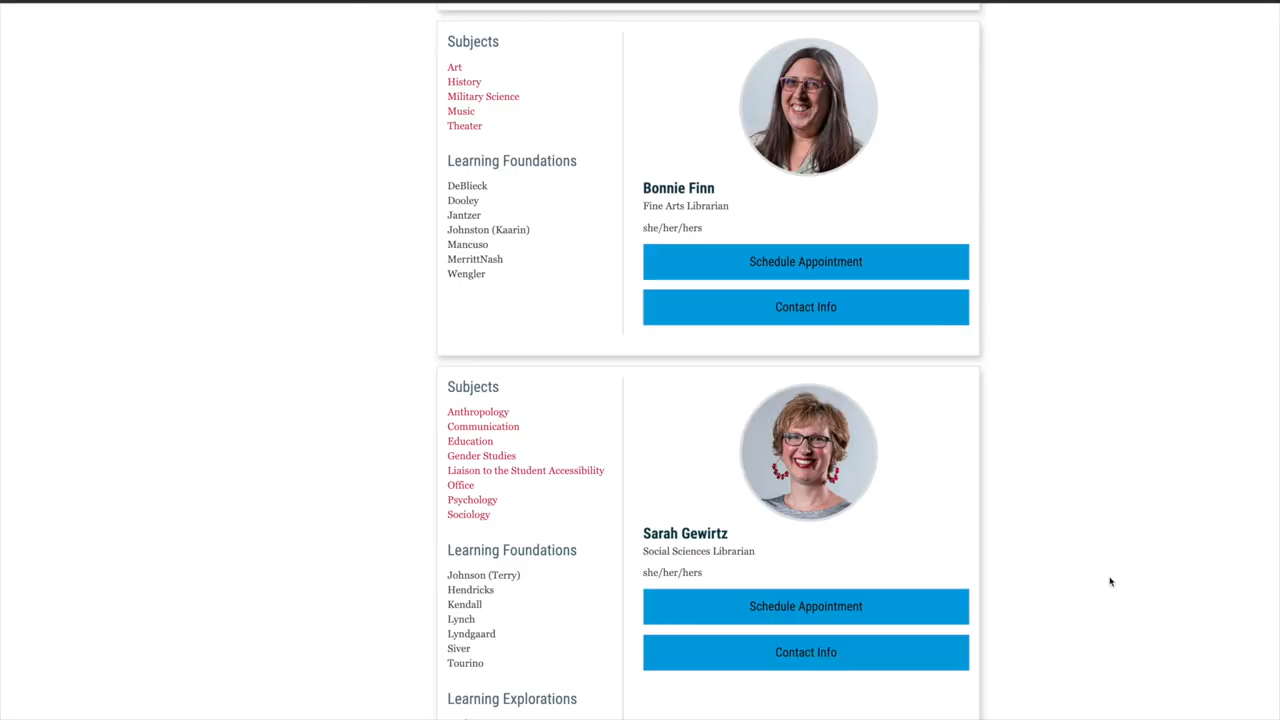 Subjects
Art
History
Military Science
Music
Theater
Learning Foundations
DeBlieck
Dooley
Jantzer
Johnston (Kaarin)
Mancuso
MerrittNash
Wengler
Bonnie Finn
Fine Arts Librarian
she/her/hers
Schedule Appointment
Contact Info
Subjects
Anthropology
Communication
Education
Gender Studies
Liaison to the Student Accessibility
Office
Psychology
Sociology
Learning Foundations
Johnson (Terry)
Hendricks
Kendall
Lynch
Lyndgaard
Siver
Tourino
Learning Explorations
Sarah Gewirtz
Social Sciences Librarian
she/her/hers
Schedule Appointment
Contact Info